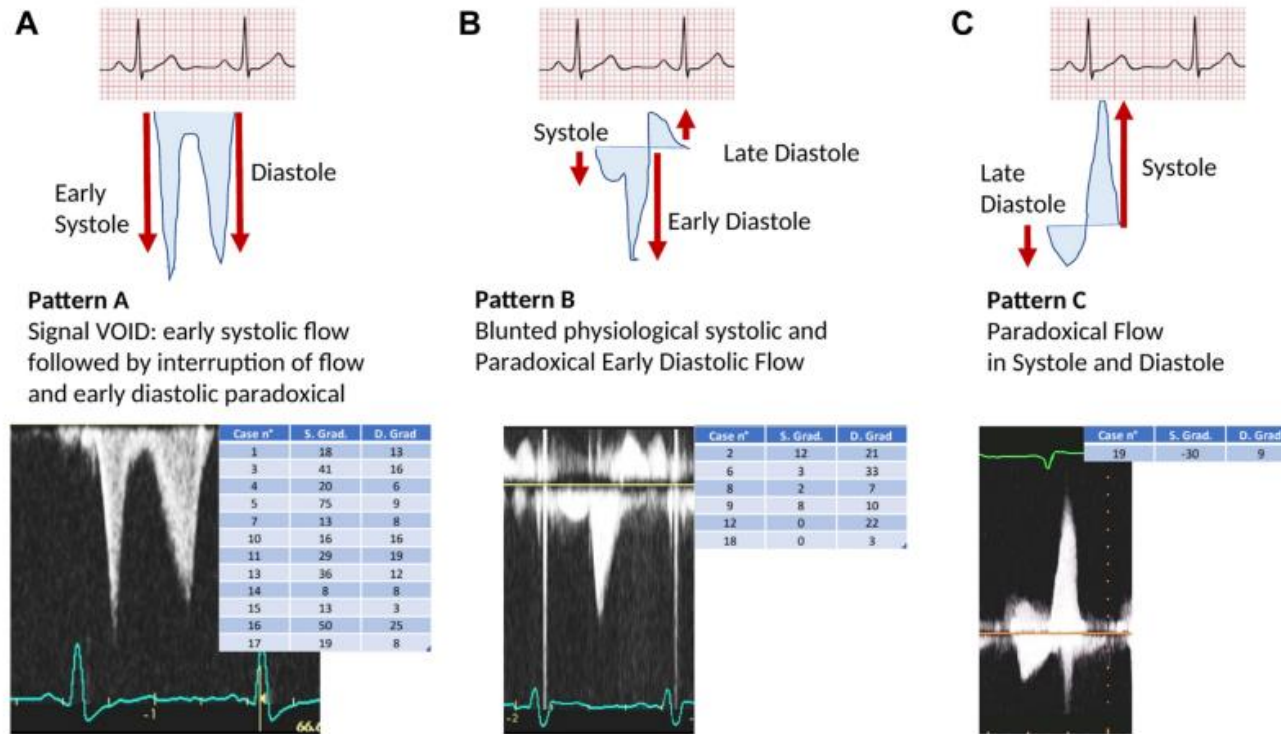 A
Early
Systole
Diastole
Pattern A
Signal VOID: early systolic flow
followed by interruption of flow
and early diastolic paradoxical
Case n° S. Grad. D. Grad
1 18 13
3 41 16
4 20 6
5 75 9
7 13 8
10 16 16
11 29 19
13 36 12
14 8 8
15 13 3
16 50 25
17 19 8
-1
66.6
B
Systole
Late Diastole
Early Diastole
Pattern B
Blunted physiological systolic and
Paradoxical Early Diastolic Flow
Case n° S. Grad. D. Grad
2 12 21
6 3 33
8 2 7
9 8 10
12 0 22
18 0 3
-2
C
Late
Diastole
Systole
Pattern C
Paradoxical Flow
in Systole and Diastole
Case n° S. Grad. D. Grad
19 -30 9